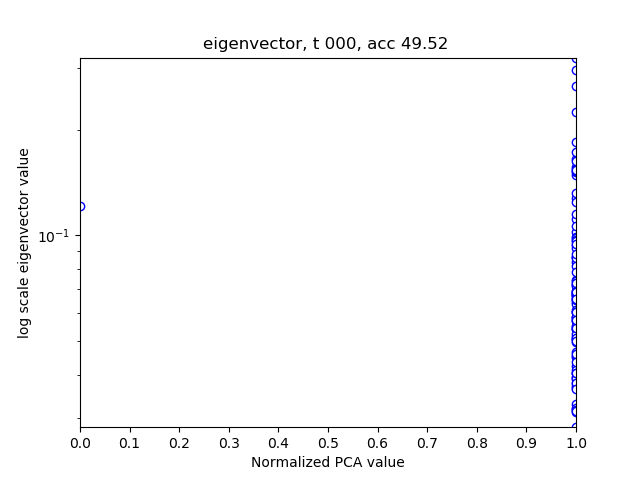 eigenvector, t 000, acc 49.52
log scale eigenvector value
10⁻¹
0.0 0.1 0.2 0.3 0.4 0.5 0.6 0.7 0.8 0.9 1.0
Normalized PCA value